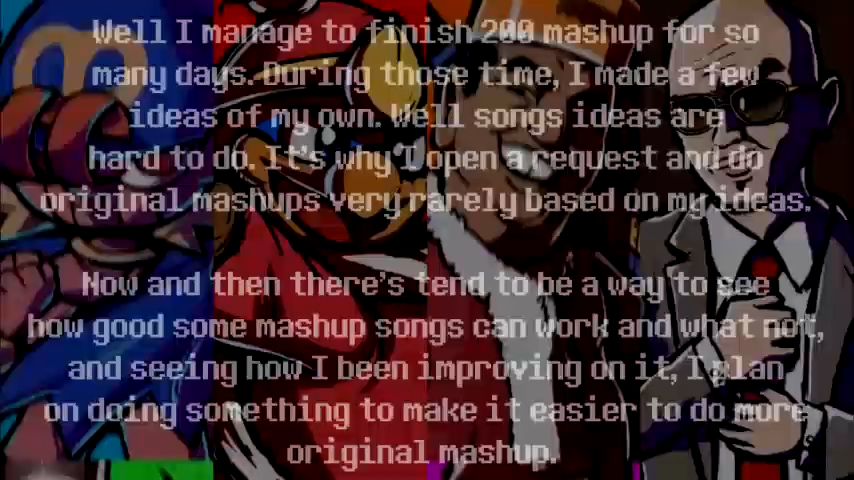 Well I manage to finish 200 mashup for so
many days. During those time, I made a few
ideas of my own. Well songs ideas are
hard to do. It's why I open a request and do
original mashups very rarely based on my ideas.
Now and then there's tend to be a way to see
how good some mashup songs can work and what not,
and seeing how I been improving on it, I plan
on doing something to make it easier to do more
original mashup.